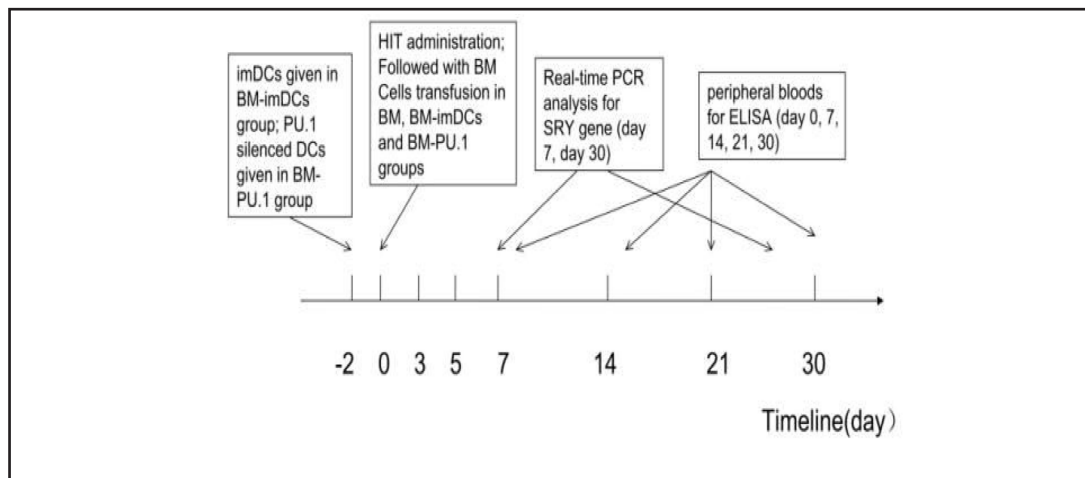 imDCs given in
BM-imDCs
group; PU.1
silenced DCs
given in BM-
PU.1 group
HIT administration;
Followed with BM
Cells transfusion in
BM, BM-imDCs
and BM-PU.1
groups
Real-time PCR
analysis for
SRY gene (day
7, day 30)
peripheral bloods
for ELISA (day 0, 7,
14, 21, 30)
-2 0 3 5 7 14 21 30
Timeline(day）